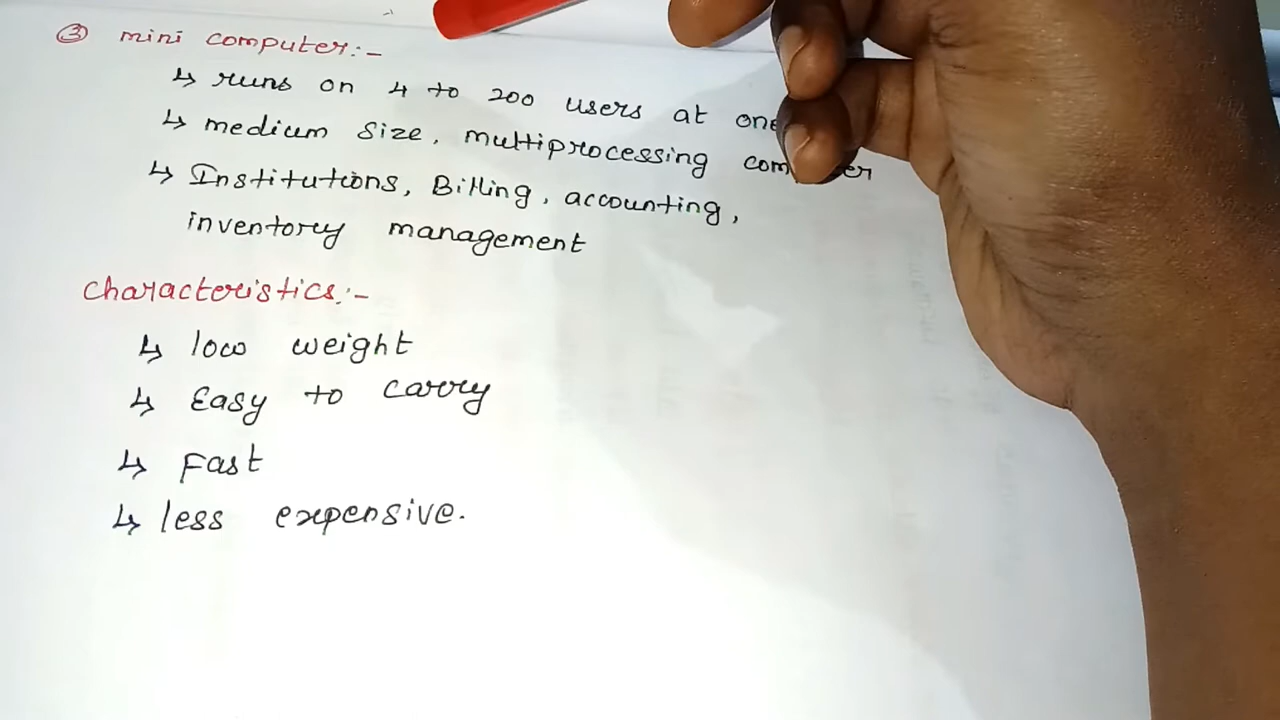 ③ mini computer:-
↳ runs on 4 to 200 users at one
↳ medium size, multiprocessing
↳ Institutions, Billing, accounting,
inventory management
characteristics:-
↳ low weight
↳ Easy to carry
↳ Fast
↳ less expensive.